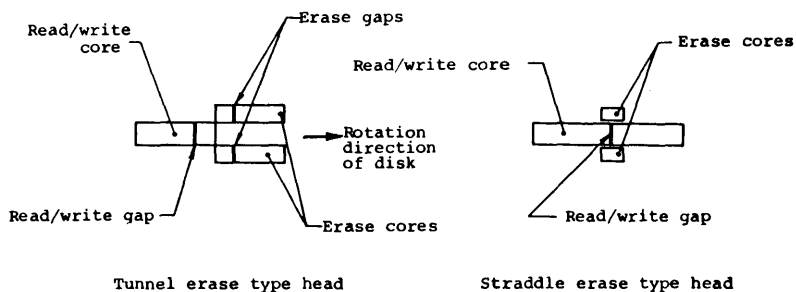 Erase gaps
Read/write
core
Rotation
direction
of disk
Read/write gap
Erase cores
Tunnel erase type head
Erase cores
Read/write core
Read/write gap
Straddle erase type head